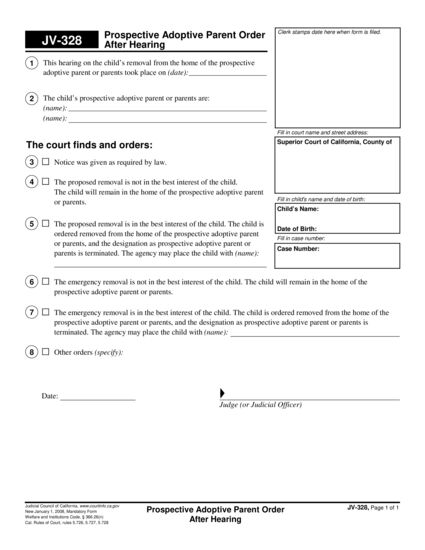 JV-328
Prospective Adoptive Parent Order
After Hearing
Clerk stamps date here when form is filed.
1 This hearing on the child's removal from the home of the prospective
adoptive parent or parents took place on (date):
2 The child's prospective adoptive parent or parents are:
(name):
(name):
Fill in court name and street address:
Superior Court of California, County of
The court finds and orders:
3 Notice was given as required by law.
4 The proposed removal is not in the best interest of the child.
The child will remain in the home of the prospective adoptive parent
or parents.
Fill in child's name and date of birth:
Child's Name:
Date of Birth:
Fill in case number:
Case Number:
5 The proposed removal is in the best interest of the child. The child is
ordered removed from the home of the prospective adoptive parent
or parents, and the designation as prospective adoptive parent or
parents is terminated. The agency may place the child with (name):
6 The emergency removal is not in the best interest of the child. The child will remain in the home of the
prospective adoptive parent or parents.
7 The emergency removal is in the best interest of the child. The child is ordered removed from the home of the
prospective adoptive parent or parents, and the designation as prospective adoptive parent or parents is
terminated. The agency may place the child with (name):
8 Other orders (specify):
Date:
Judge (or Judicial Officer)
Judicial Council of California, www.courtinfo.ca.gov
New January 1, 2008, Mandatory Form
Welfare and Institutions Code, § 366.26(n)
Cal. Rules of Court, rules 5.726, 5.727, 5.728
Prospective Adoptive Parent Order
After Hearing
JV-328, Page 1 of 1